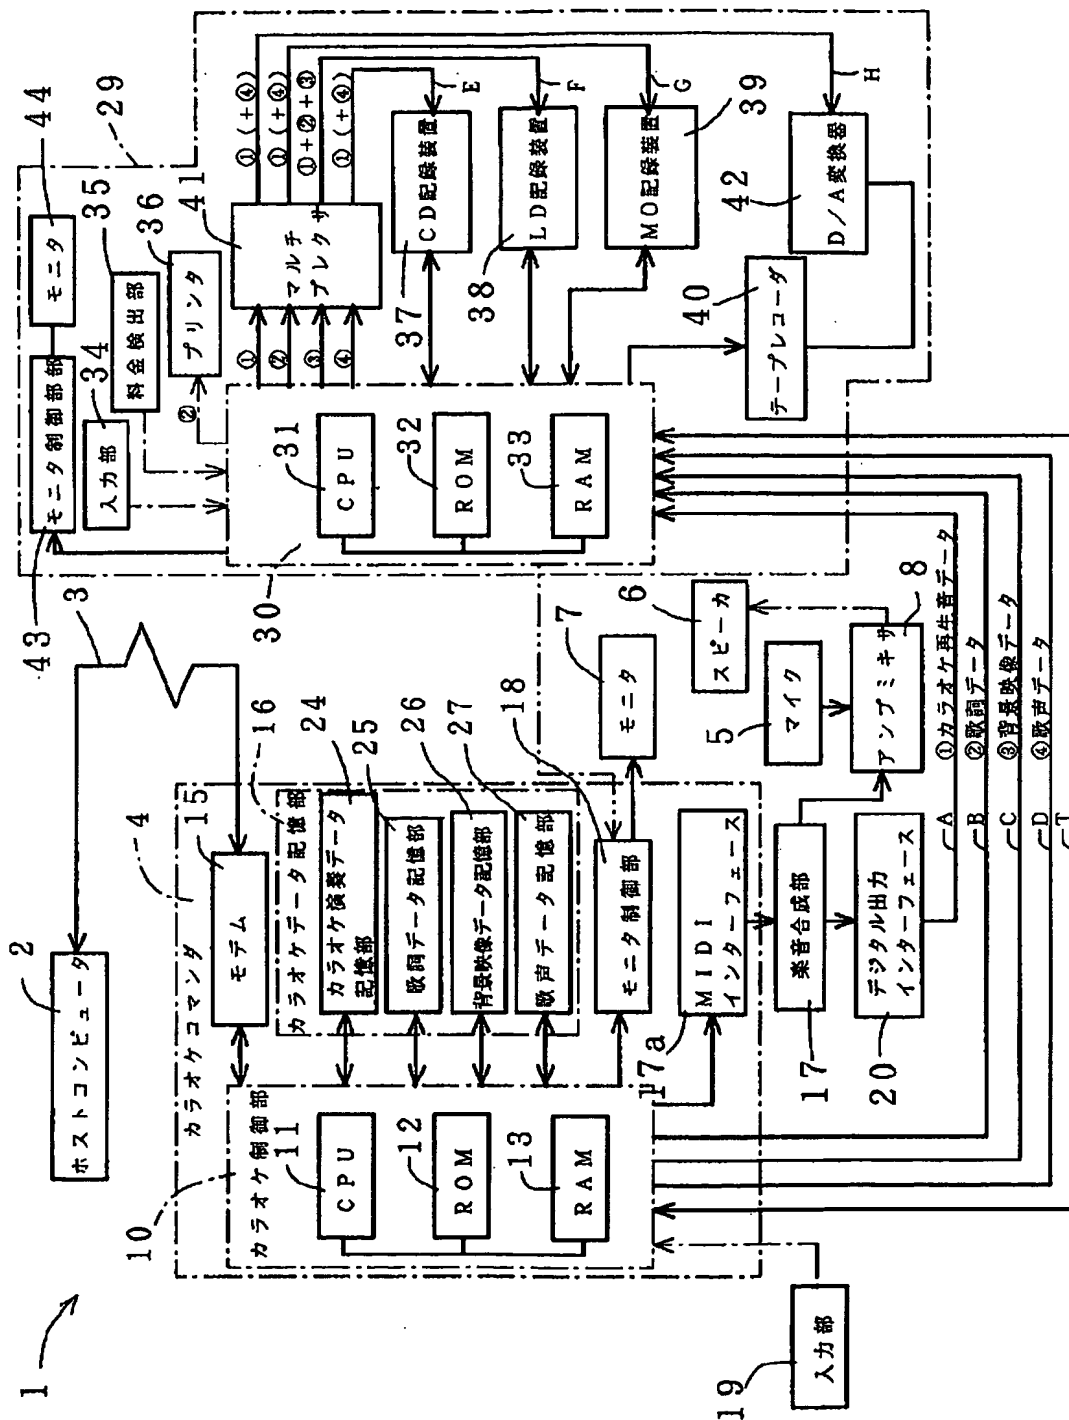 1
2
ホストコンピュータ
3
4
カラオケコマンダ
15
モデム
16
カラオケデータ記憶部
24
カラオケ演奏データ
記憶部
25
歌詞データ記憶部
26
背景映像データ記憶部
27
歌声データ記憶部
10
カラオケ制御部
11
CPU
12
ROM
13
RAM
18
モニタ制御部
7
モニタ
17a
MIDI
インターフェース
17
楽音合成部
20
デジタル出力
インターフェース
5
マイク
6
スピーカ
8
アンプミキサ
19
入力部
A
①カラオケ再生音データ
B
②歌詞データ
C
③背景映像データ
D
④歌声データ
T
29
30
31
CPU
32
ROM
33
RAM
43
モニタ制御部部
44
モニタ
34
入力部
35
料金検出部
36
プリンタ
②
①
②
③
④
41
マルチ
プレクサ
①(+④)
①(+④)
①+②+③
①(+④)
E
F
G
H
37
CD記録装置
38
LD記録装置
39
MO記録装置
40
テープレコーダ
42
D/A変換器